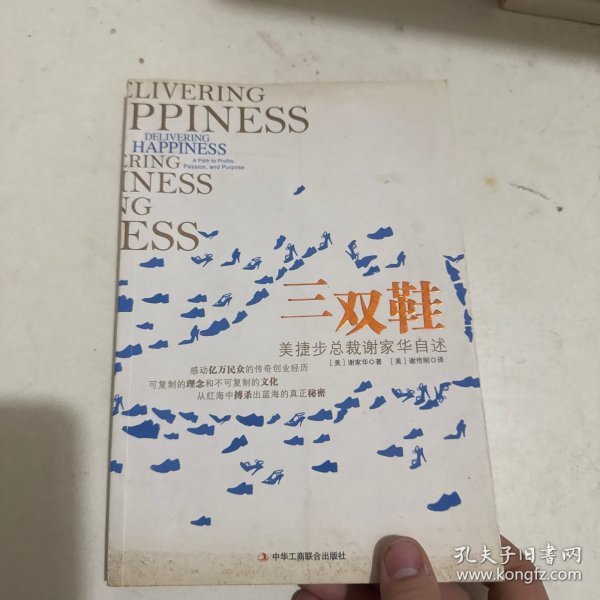 ELIVERING
PPINESS
DELIVERING
HAPPINESS
A Path to Profits,
Passion, and Purpose
ERING
INESS
NG
ESS
三双鞋
美捷步总裁谢家华自述
[美]谢家华◎著 [美]谢传刚◎译
感动亿万民众的传奇创业经历
可复制的理念和不可复制的文化
从红海中搏杀出蓝海的真正秘密
中华工商联合出版社
孔夫子旧书网
www.kongfz.com